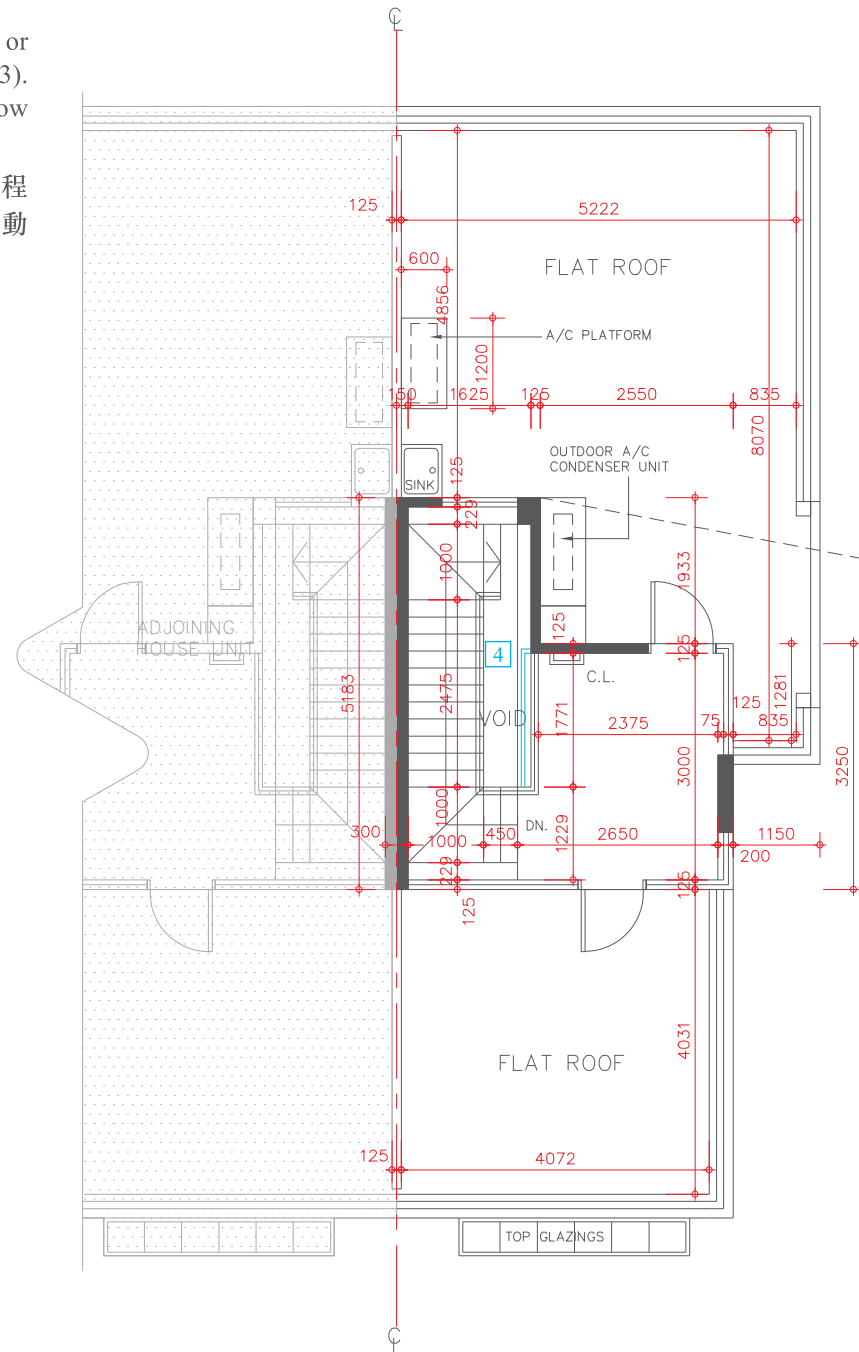 ℄
or
3).
ow
程
動
125
5222
600
FLAT ROOF
4856
A/C PLATFORM
1200
150
1625
125
2550
835
8070
OUTDOOR A/C
CONDENSER UNIT
125
SINK
229
1000
1933
125
125
ADJOINING
HOUSE UNIT
4
C.L.
5183
2475
VOID
1771
2375
75
125
835
1281
3000
3250
1000
300
1000
450
DN.
1229
2650
1150
200
229
125
125
FLAT ROOF
4031
125
4072
TOP GLAZINGS
℄